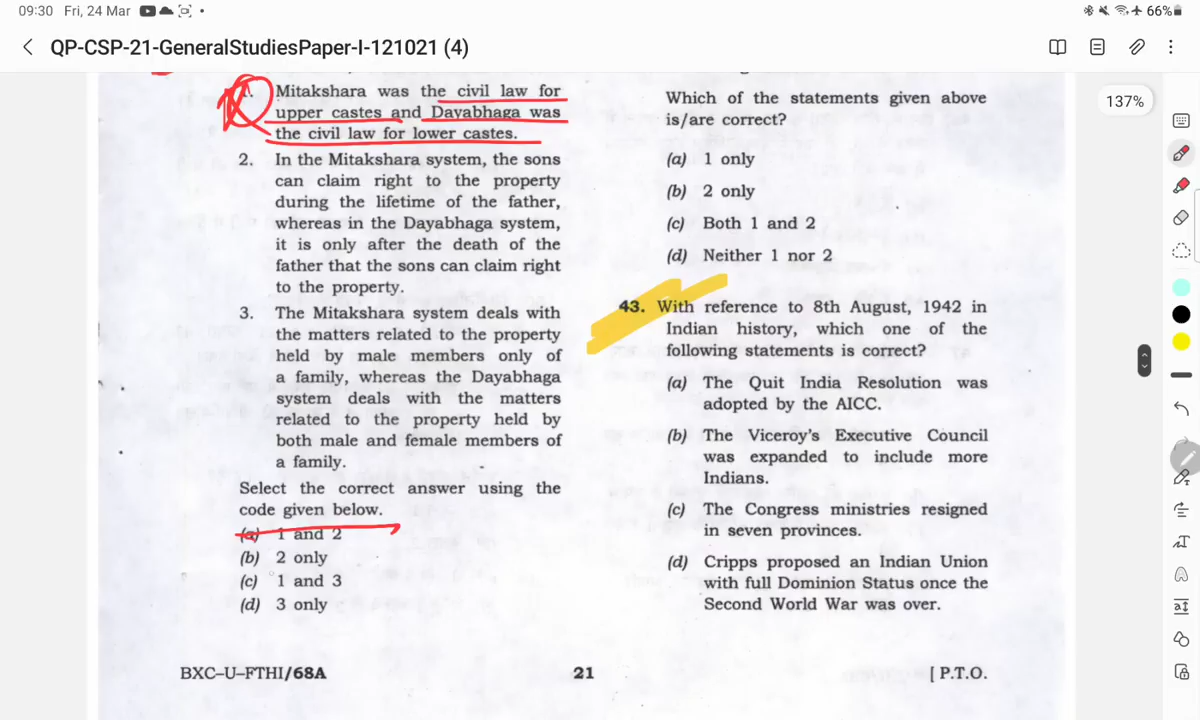 09:30 Fri, 24 Mar
66%
QP-CSP-21-GeneralStudiesPaper-I-121021 (4)
137%
Mitakshara was the civil law for
upper castes and Dayabhaga was
the civil law for lower castes.
2. In the Mitakshara system, the sons
can claim right to the property
during the lifetime of the father,
whereas in the Dayabhaga system,
it is only after the death of the
father that the sons can claim right
to the property.
3. The Mitakshara system deals with
the matters related to the property
held by male members only of
a family, whereas the Dayabhaga
system deals with the matters
related to the property held by
both male and female members of
a family.
Select the correct answer using the
code given below.
(a) 1 and 2
(b) 2 only
(c) 1 and 3
(d) 3 only
Which of the statements given above
is/are correct?
(a) 1 only
(b) 2 only
(c) Both 1 and 2
(d) Neither 1 nor 2
43. With reference to 8th August, 1942 in
Indian history, which one of the
following statements is correct?
(a) The Quit India Resolution was
adopted by the AICC.
(b) The Viceroy's Executive Council
was expanded to include more
Indians.
(c) The Congress ministries resigned
in seven provinces.
(d) Cripps proposed an Indian Union
with full Dominion Status once the
Second World War was over.
BXC-U-FTHI/68A
21
[ P.T.O.